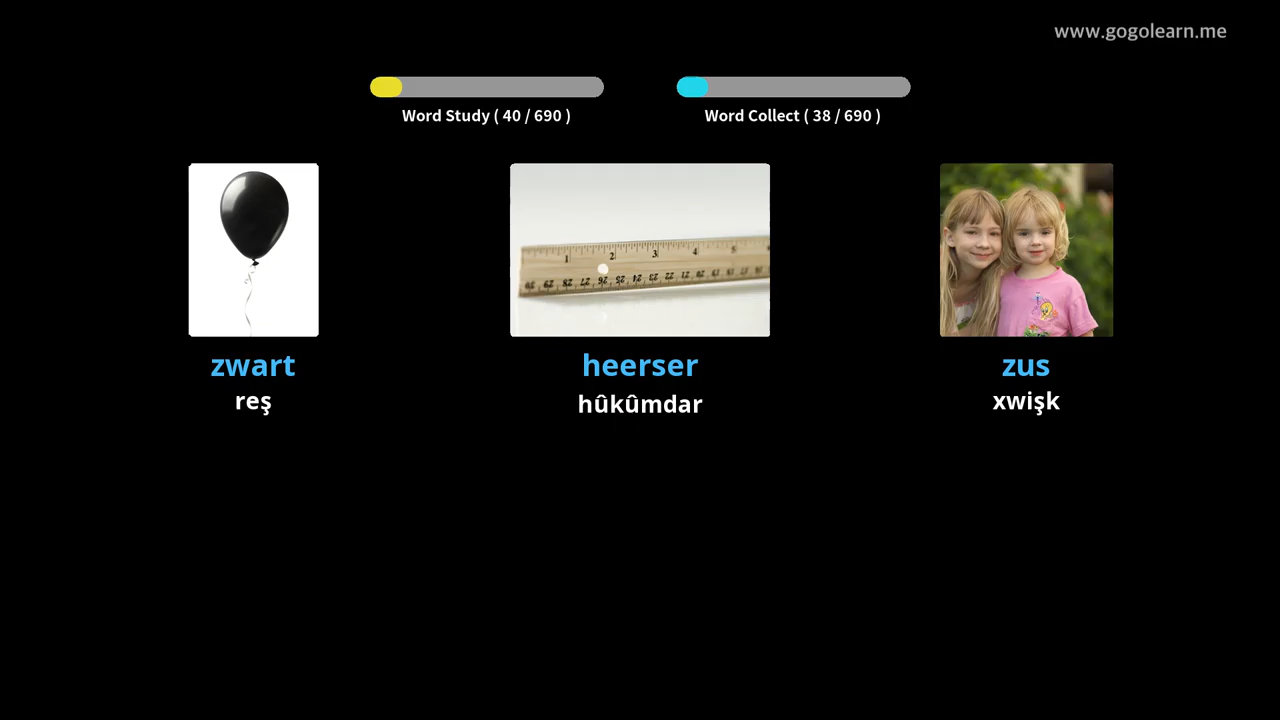 www.gogolearn.me
Word Study ( 40 / 690 )
Word Collect ( 38 / 690 )
zwart
reş
heerser
hûkûmdar
zus
xwişk